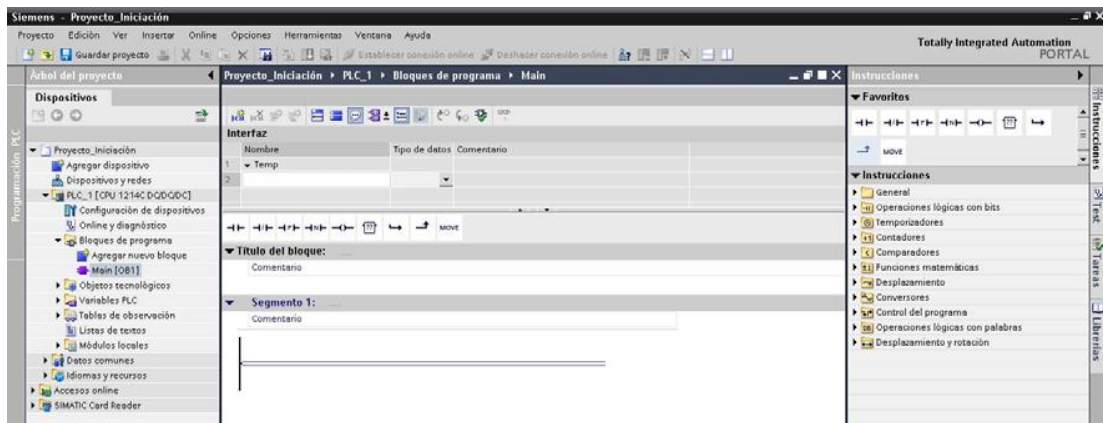 Siemens - Proyecto_Iniciación
Proyecto Edición Ver Insertar Online Opciones Herramientas Ventana Ayuda
Totally Integrated Automation
PORTAL
Guardar proyecto
Establecer conexión online
Deshacer conexión online
Árbol del proyecto
Dispositivos
Programación PLC
Proyecto_Iniciación
Agregar dispositivo
Dispositivos y redes
PLC_1 [CPU 1214C DC/DC/DC]
Configuración de dispositivos
Online y diagnóstico
Bloques de programa
Agregar nuevo bloque
Main [OB1]
Objetos tecnológicos
Variables PLC
Tablas de observación
Listas de textos
Módulos locales
Datos comunes
Idiomas y recursos
Accesos online
SIMATIC Card Reader
Proyecto_Iniciación PLC_1 Bloques de programa Main
Interfaz
Nombre Tipo de datos Comentario
1 Temp
2
MOVE
Título del bloque:
Comentario
Segmento 1:
Comentario
Instrucciones
Favoritos
MOVE
Instrucciones
General
Operaciones lógicas con bits
Temporizadores
Contadores
Comparadores
Funciones matemáticas
Desplazamiento
Conversores
Control del programa
Operaciones lógicas con palabras
Desplazamiento y rotación
Instrucciones
Test
Tareas
Librerías